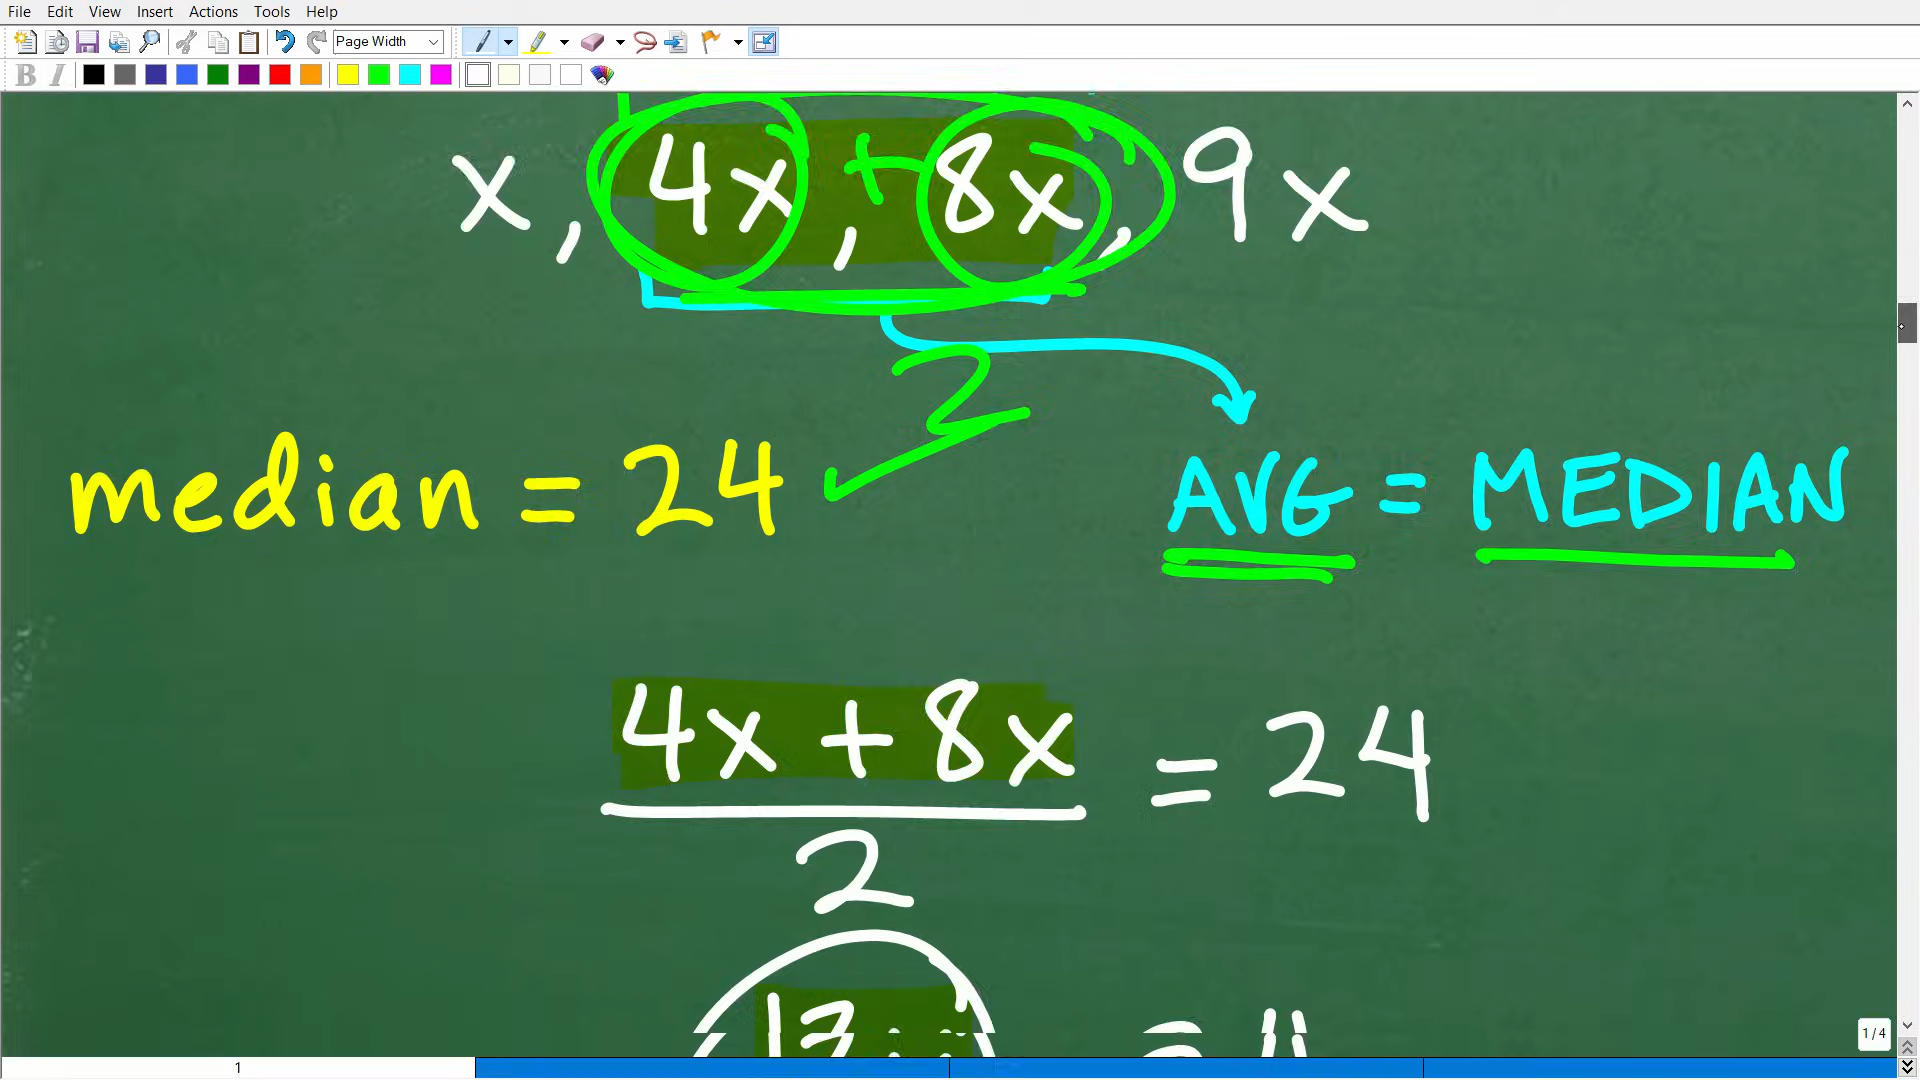 File Edit View Insert Actions Tools Help
Page Width
B I
x, 4x, + 8x, 9x
2
median = 24
AVG = MEDIAN
4x + 8x = 24
2
1 / 4
1